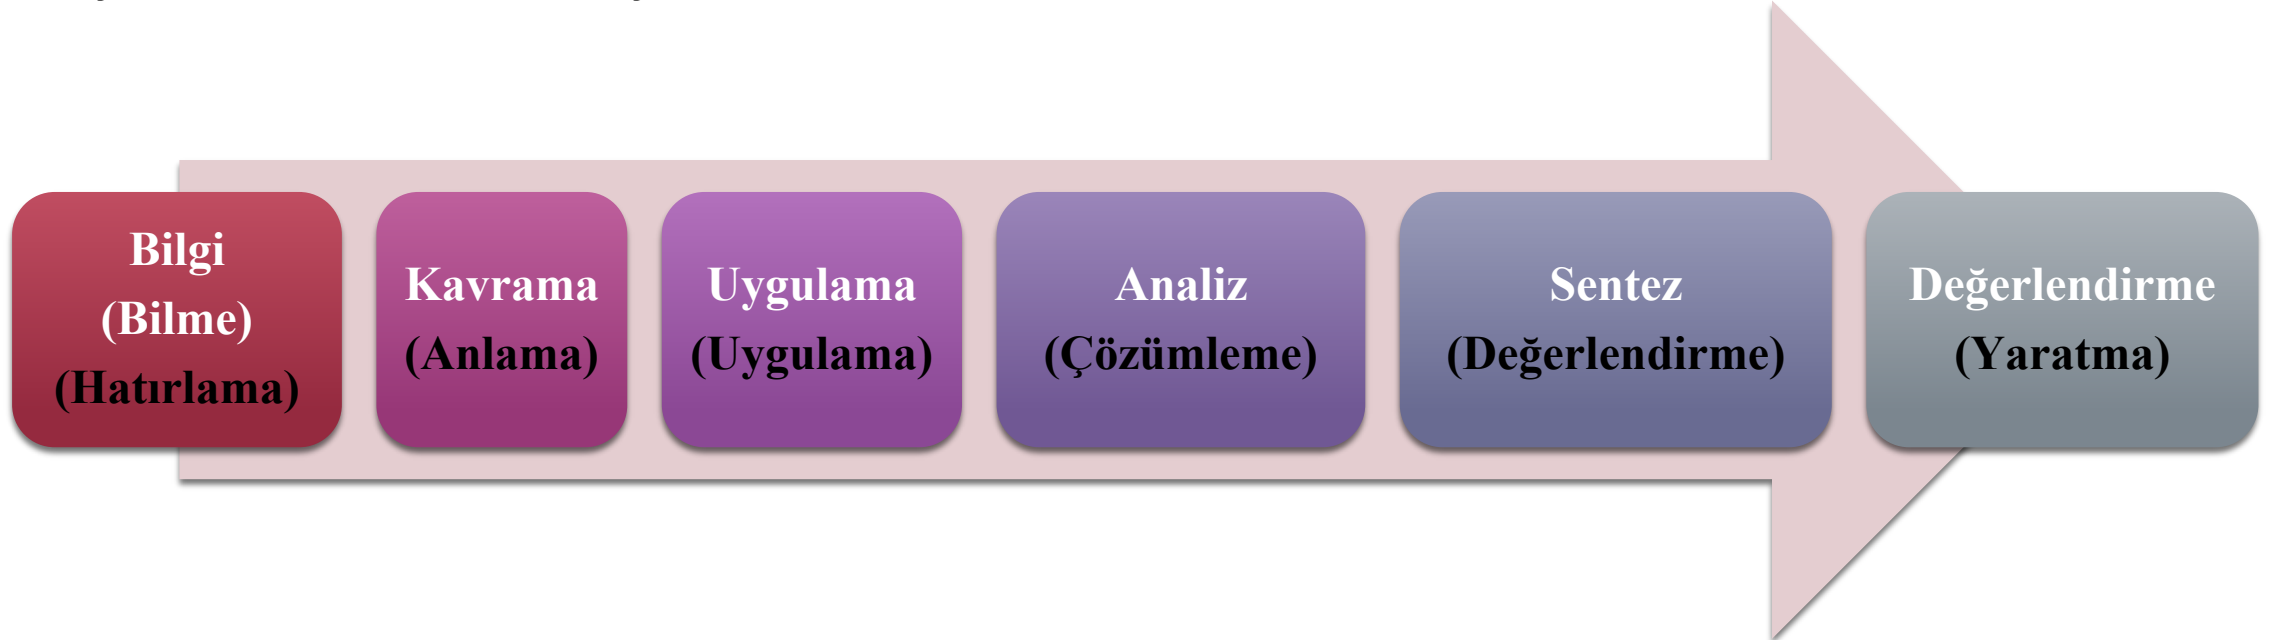 Bilgi
(Bilme)
(Hatırlama)
Kavrama
(Anlama)
Uygulama
(Uygulama)
Analiz
(Çözümleme)
Sentez
(Değerlendirme)
Değerlendirme
(Yaratma)